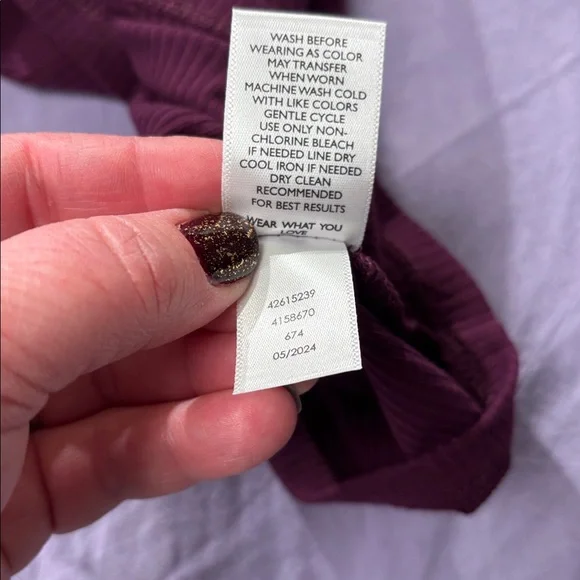 WASH BEFORE
WEARING AS COLOR
MAY TRANSFER
WHEN WORN
MACHINE WASH COLD
WITH LIKE COLORS
GENTLE CYCLE
USE ONLY NON-
CHLORINE BLEACH
IF NEEDED LINE DRY
COOL IRON IF NEEDED
DRY CLEAN
RECOMMENDED
FOR BEST RESULTS
WEAR WHAT YOU
LOVE
42615239
4158670
674
05/2024